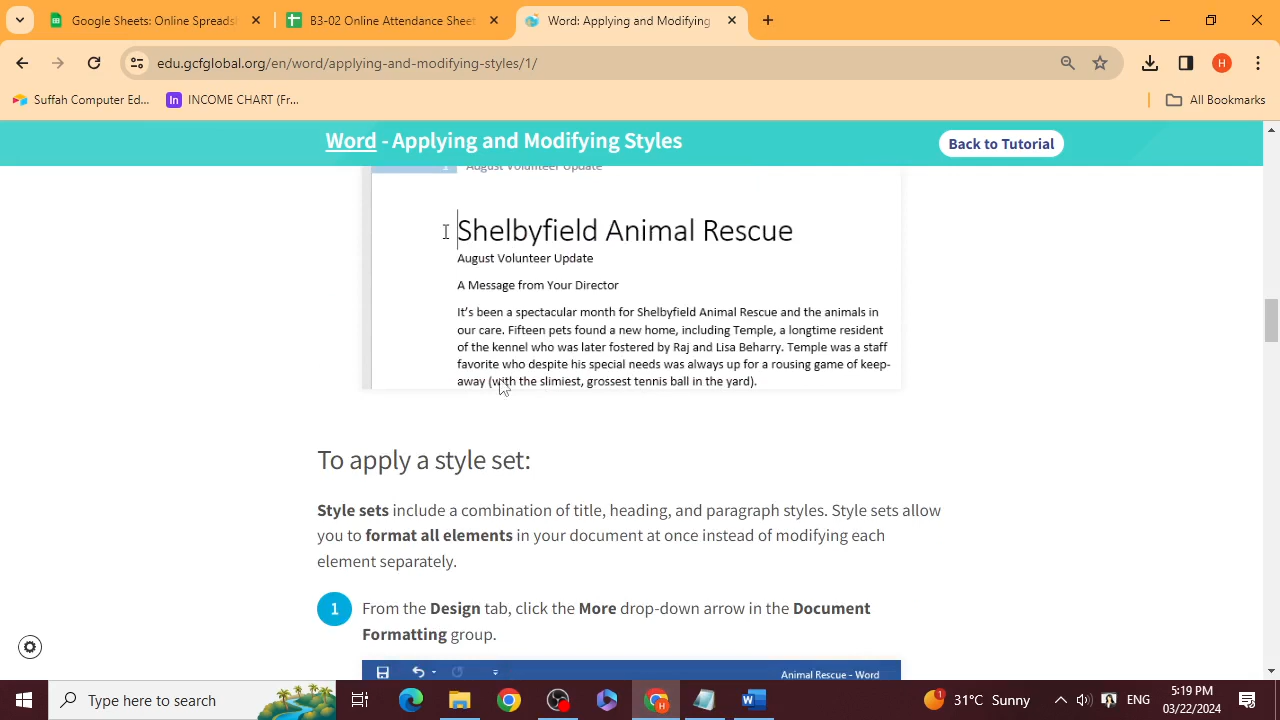 Google Sheets: Online Spreads
B3-02 Online Attendance Sheet
Word: Applying and Modifying
edu.gcfglobal.org/en/word/applying-and-modifying-styles/1/
H
Suffah Computer Ed...
In
INCOME CHART (Fr...
All Bookmarks
Word - Applying and Modifying Styles
Back to Tutorial
August Volunteer Update
Shelbyfield Animal Rescue
August Volunteer Update
A Message from Your Director
It's been a spectacular month for Shelbyfield Animal Rescue and the animals in
our care. Fifteen pets found a new home, including Temple, a longtime resident
of the kennel who was later fostered by Raj and Lisa Beharry. Temple was a staff
favorite who despite his special needs was always up for a rousing game of keep-
away (with the slimiest, grossest tennis ball in the yard).
To apply a style set:
Style sets include a combination of title, heading, and paragraph styles. Style sets allow
you to format all elements in your document at once instead of modifying each
element separately.
1
From the Design tab, click the More drop-down arrow in the Document
Formatting group.
Animal Rescue - Word
Type here to search
H
W
1
31°C Sunny
ENG
5:19 PM
03/22/2024